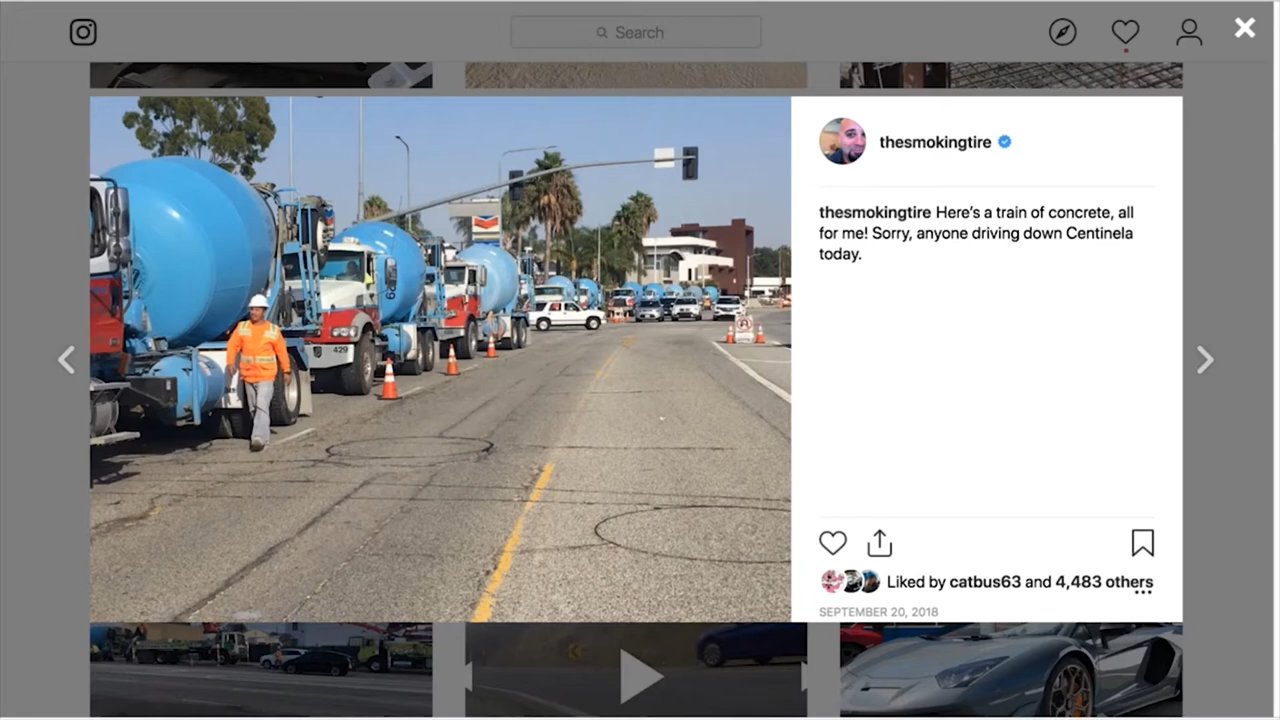 Search
thesmokingtire
thesmokingtire Here's a train of concrete, all
for me! Sorry, anyone driving down Centinela
today.
429
Liked by catbus63 and 4,483 others
SEPTEMBER 20, 2018